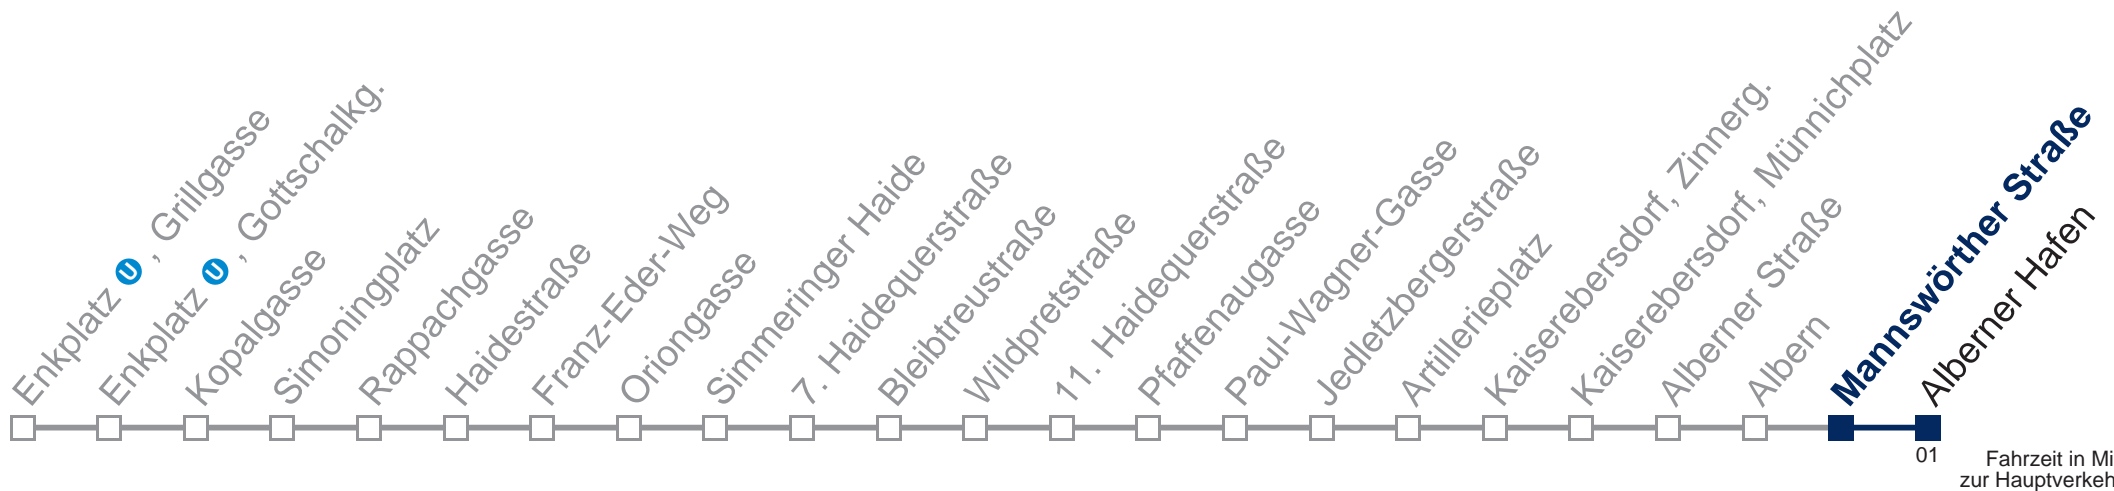 Enkplatz U , Grillgasse
Enkplatz U , Gottschalkg.
Kopalgasse
Simoningplatz
Rappachgasse
Haidestraße
Franz-Eder-Weg
Oriongasse
Simmeringer Haide
7. Haidequerstraße
Bleibtreustraße
Wildpretstraße
11. Haidequerstraße
Pfaffenaugasse
Paul-Wagner-Gasse
Jedletzbergerstraße
Artillerieplatz
Kaiserebersdorf, Zinnerg.
Kaiserebersdorf, Münnichplatz
Alberner Straße
Albern
Mannswörther Straße
Alberner Hafen
01
Fahrzeit in Mi
zur Hauptverkeh